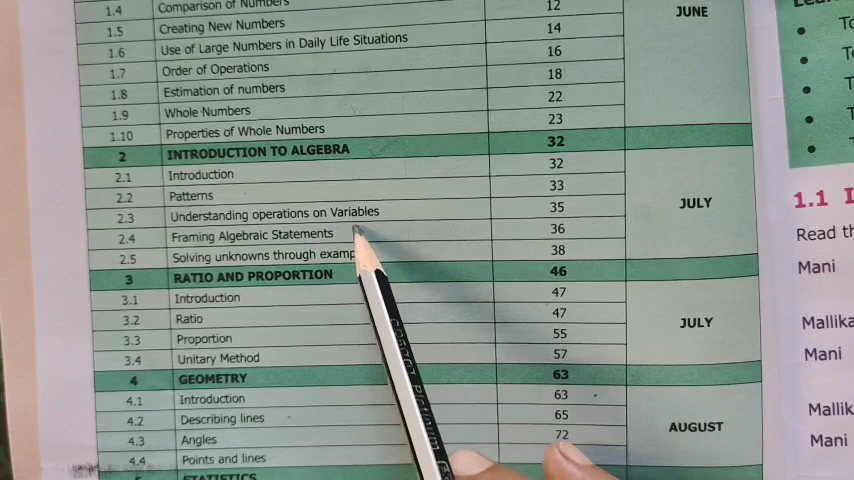 1.4 Comparison of Numbers 12
1.5 Creating New Numbers 14
1.6 Use of Large Numbers in Daily Life Situations 16
1.7 Order of Operations 18
1.8 Estimation of numbers 22
1.9 Whole Numbers 23
1.10 Properties of Whole Numbers
JUNE
2 INTRODUCTION TO ALGEBRA 32
2.1 Introduction 32
2.2 Patterns 33
2.3 Understanding operations on Variables 35
2.4 Framing Algebraic Statements 36
2.5 Solving unknowns through examp 38
JULY
3 RATIO AND PROPORTION 46
3.1 Introduction 47
3.2 Ratio 47
3.3 Proportion 55
3.4 Unitary Method 57
JULY
4 GEOMETRY 63
4.1 Introduction 63
4.2 Describing lines 65
4.3 Angles 72
4.4 Points and lines
AUGUST
STATISTICS
1.1 I
Read th
Mani
Mallika
Mani
Mallik
Mani
Platinum